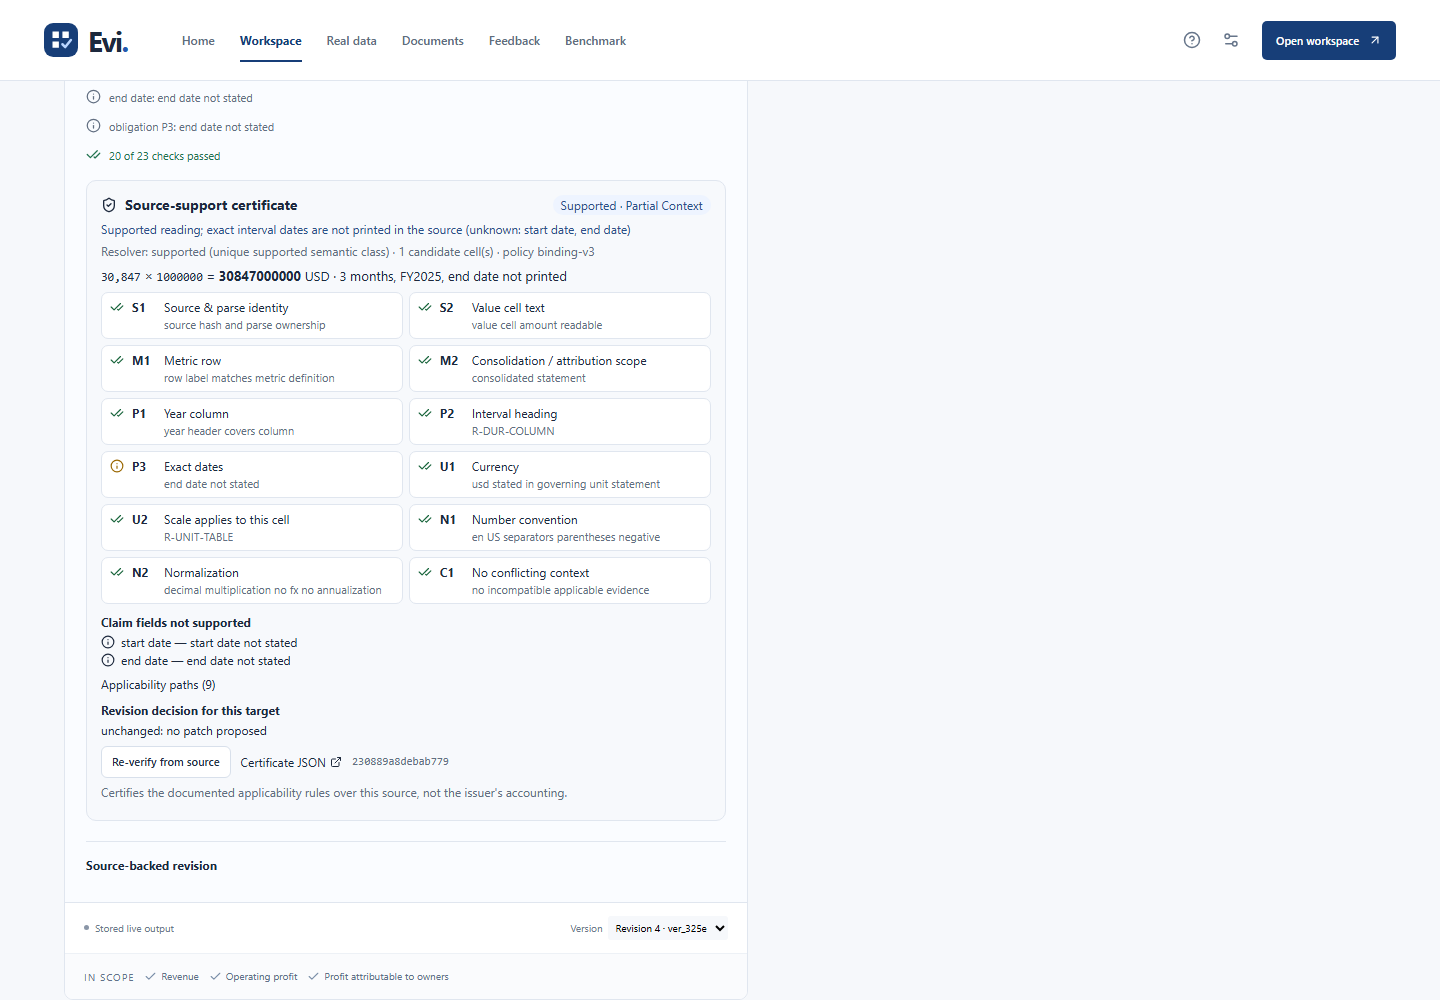 Evi.
Home
Workspace
Real data
Documents
Feedback
Benchmark
Open workspace
end date: end date not stated
obligation P3: end date not stated
20 of 23 checks passed
Source-support certificate
Supported · Partial Context
Supported reading; exact interval dates are not printed in the source (unknown: start date, end date)
Resolver: supported (unique supported semantic class) · 1 candidate cell(s) · policy binding-v3
30,847 × 1000000 = 30847000000 USD · 3 months, FY2025, end date not printed
S1 Source & parse identity
source hash and parse ownership
S2 Value cell text
value cell amount readable
M1 Metric row
row label matches metric definition
M2 Consolidation / attribution scope
consolidated statement
P1 Year column
year header covers column
P2 Interval heading
R-DUR-COLUMN
P3 Exact dates
end date not stated
U1 Currency
usd stated in governing unit statement
U2 Scale applies to this cell
R-UNIT-TABLE
N1 Number convention
en US separators parentheses negative
N2 Normalization
decimal multiplication no fx no annualization
C1 No conflicting context
no incompatible applicable evidence
Claim fields not supported
start date — start date not stated
end date — end date not stated
Applicability paths (9)
Revision decision for this target
unchanged: no patch proposed
Re-verify from source
Certificate JSON
230889a8debab779
Certifies the documented applicability rules over this source, not the issuer's accounting.
Source-backed revision
Stored live output
Version
Revision 4 · ver_325e
IN SCOPE
Revenue
Operating profit
Profit attributable to owners